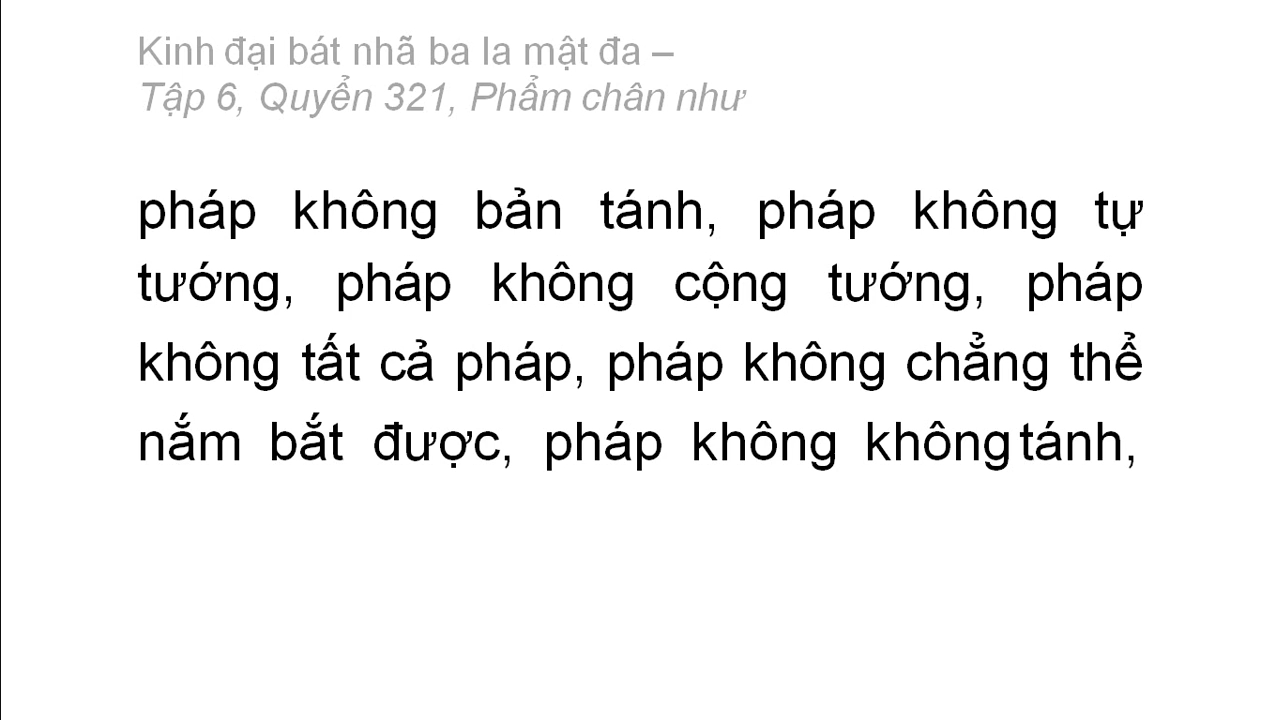 Kinh đại bát nhã ba la mật đa –
Tập 6, Quyển 321, Phẩm chân như
pháp không bản tánh, pháp không tự
tướng, pháp không cộng tướng, pháp
không tất cả pháp, pháp không chẳng thể
nắm bắt được, pháp không không tánh,